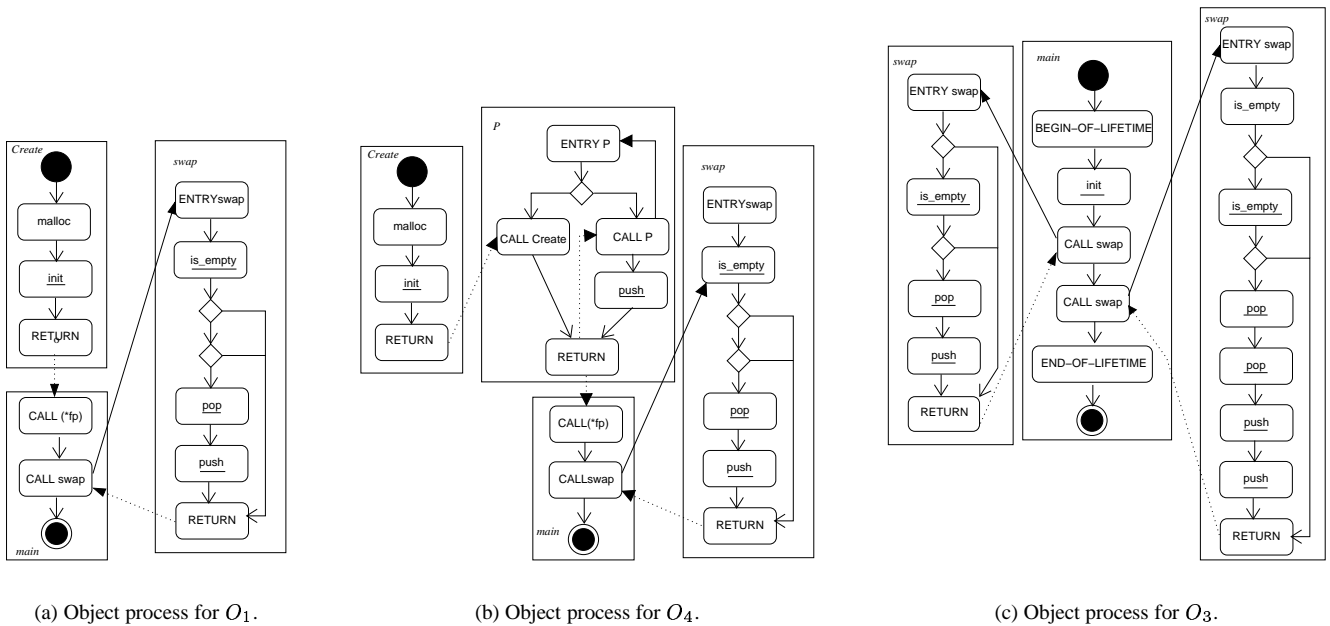 Create
malloc
init
RETURN
CALL (*fp)
CALL swap
main
swap
ENTRYswap
is_empty
pop
push
RETURN
(a) Object process for O1.
Create
malloc
init
RETURN
P
ENTRY P
CALL Create
CALL P
push
RETURN
CALL(*fp)
CALLswap
main
swap
ENTRYswap
is_empty
pop
push
RETURN
(b) Object process for O4.
swap
ENTRY swap
is_empty
pop
push
RETURN
main
BEGIN−OF−LIFETIME
init
CALL swap
CALL swap
END−OF−LIFETIME
swap
ENTRY swap
is_empty
is_empty
pop
pop
push
push
RETURN
(c) Object process for O3.